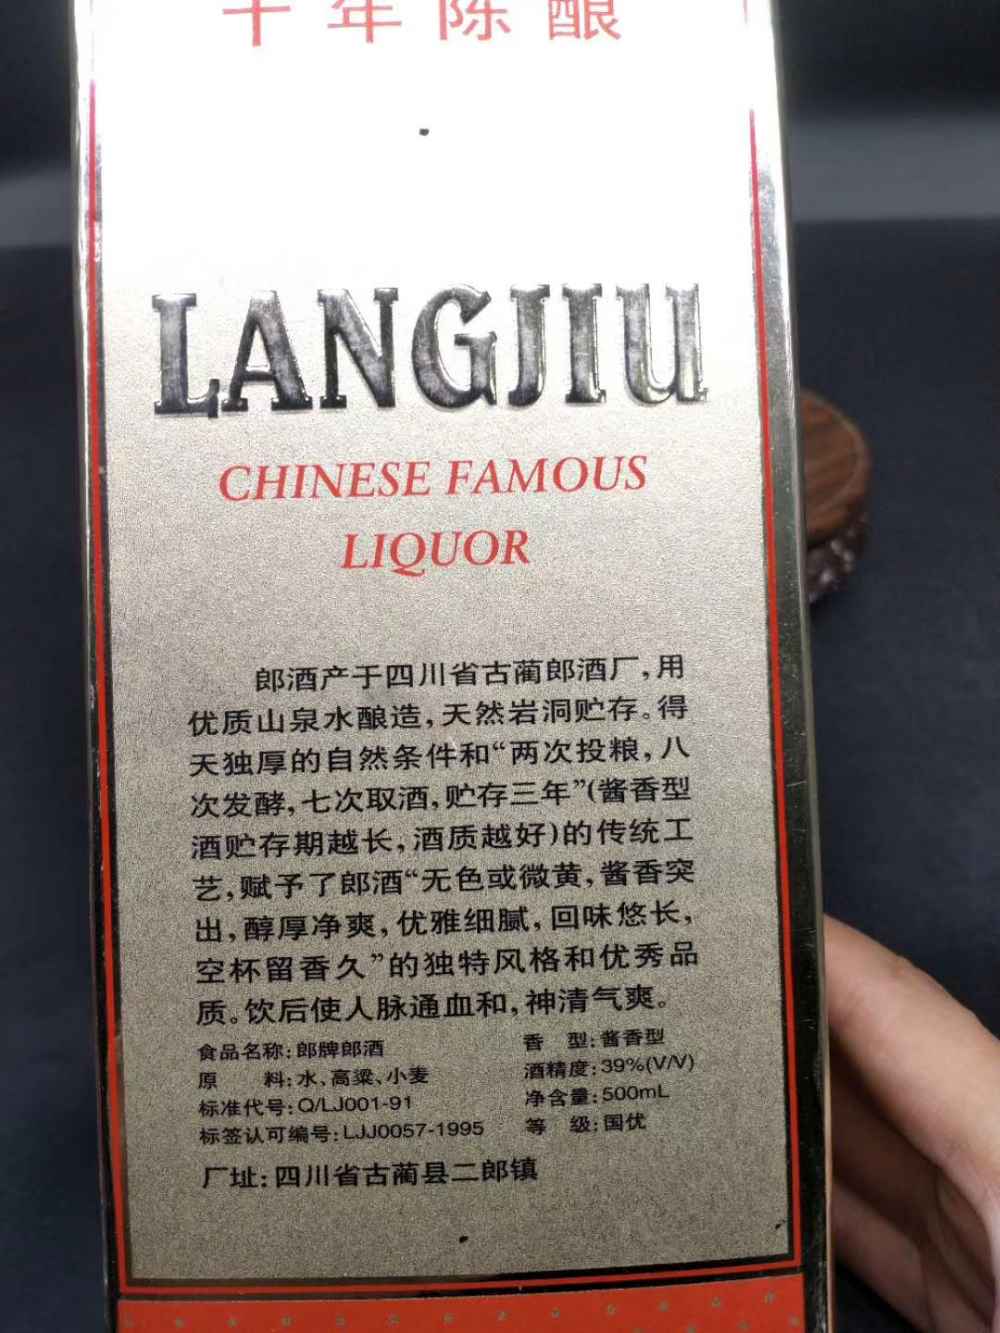 十年陈酿
LANGJIU
CHINESE FAMOUS
LIQUOR
郎酒产于四川省古蔺郎酒厂，用
优质山泉水酿造，天然岩洞贮存。得
天独厚的自然条件和“两次投粮，八
次发酵，七次取酒，贮存三年”(酱香型
酒贮存期越长，酒质越好)的传统工
艺，赋予了郎酒“无色或微黄，酱香突
出，醇厚净爽，优雅细腻，回味悠长，
空杯留香久”的独特风格和优秀品
质。饮后使人脉通血和，神清气爽。
食品名称：郎牌郎酒 香 型：酱香型
原 料：水、高粱、小麦 酒精度：39%(V/V)
标准代号：Q/LJ001-91 净含量：500mL
标签认可编号：LJJ0057-1995 等 级：国优
厂址：四川省古蔺县二郎镇